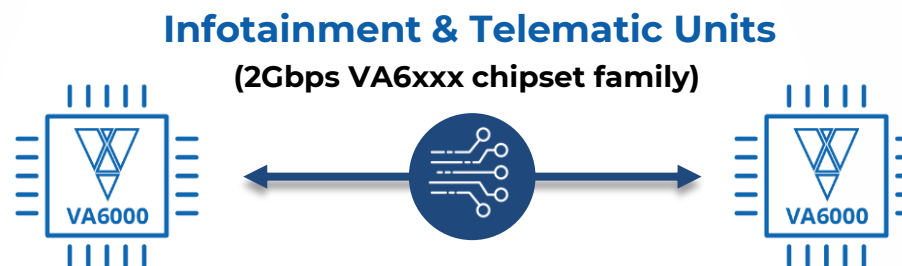 Infotainment & Telematic Units
(2Gbps VA6xxx chipset family)
VA6000
VA6000